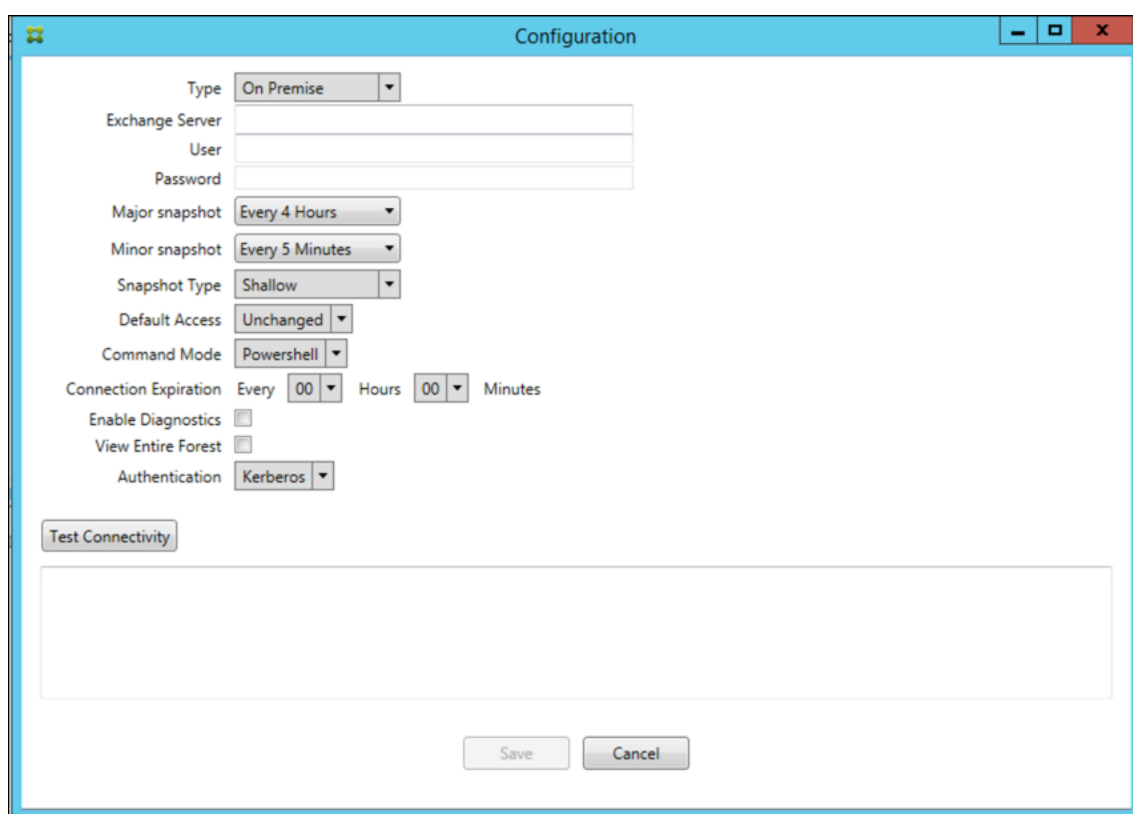 Configuration
Type On Premise
Exchange Server
User
Password
Major snapshot Every 4 Hours
Minor snapshot Every 5 Minutes
Snapshot Type Shallow
Default Access Unchanged
Command Mode Powershell
Connection Expiration Every 00 Hours 00 Minutes
Enable Diagnostics
View Entire Forest
Authentication Kerberos
Test Connectivity
Save Cancel